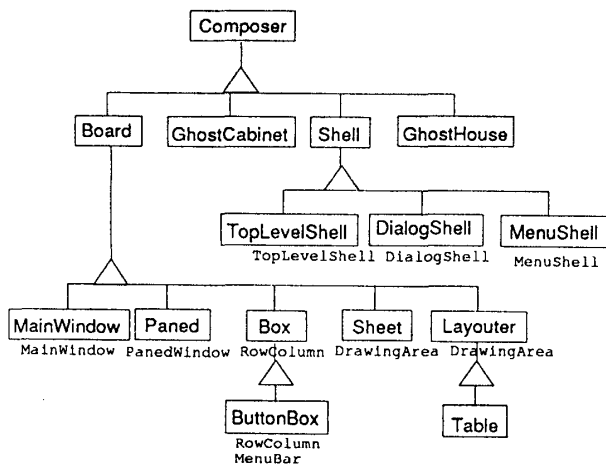 Composer
Board GhostCabinet Shell GhostHouse
TopLevelShell DialogShell MenuShell
TopLevelShell DialogShell MenuShell
MainWindow Paned Box Sheet Layouter
MainWindow PanedWindow RowColumn DrawingArea DrawingArea
ButtonBox Table
RowColumn
MenuBar